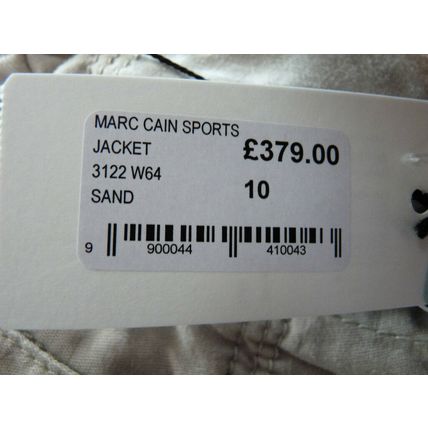 MARC CAIN SPORTS
JACKET £379.00
3122 W64
SAND 10
9 900044 410043